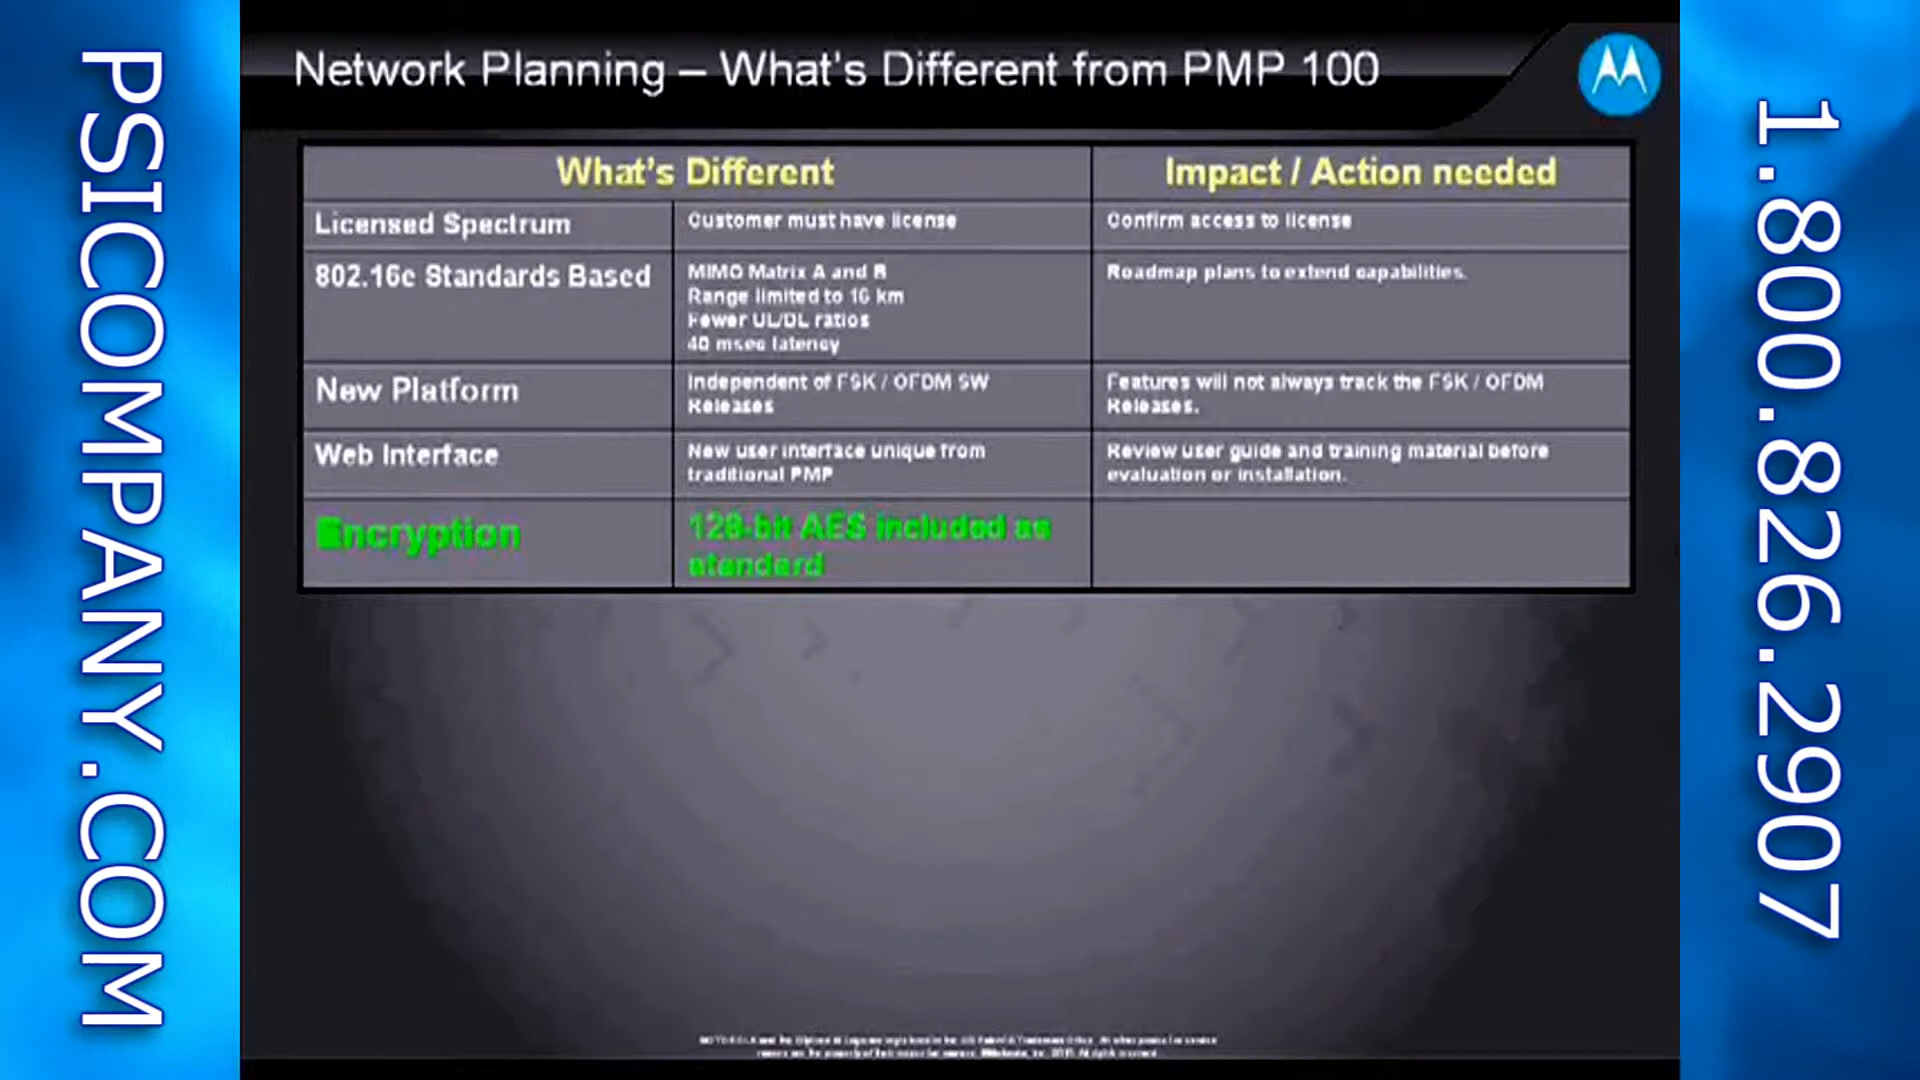 PSICOMPANY.COM
Network Planning – What's Different from PMP 100
What's Different
Impact / Action needed
Licensed Spectrum
Customer must have license
Confirm access to license
802.16e Standards Based
MIMO Matrix A and B
Range limited to 16 km
Fewer UL/DL ratios
40 msec latency
Roadmap plans to extend capabilities.
New Platform
Independent of FSK / OFDM SW
Releases
Features will not always track the FSK / OFDM
Releases.
Web Interface
New user interface unique from
traditional PMP
Review user guide and training material before
evaluation or installation.
Encryption
128-bit AES included as
standard
1.800.826.2907